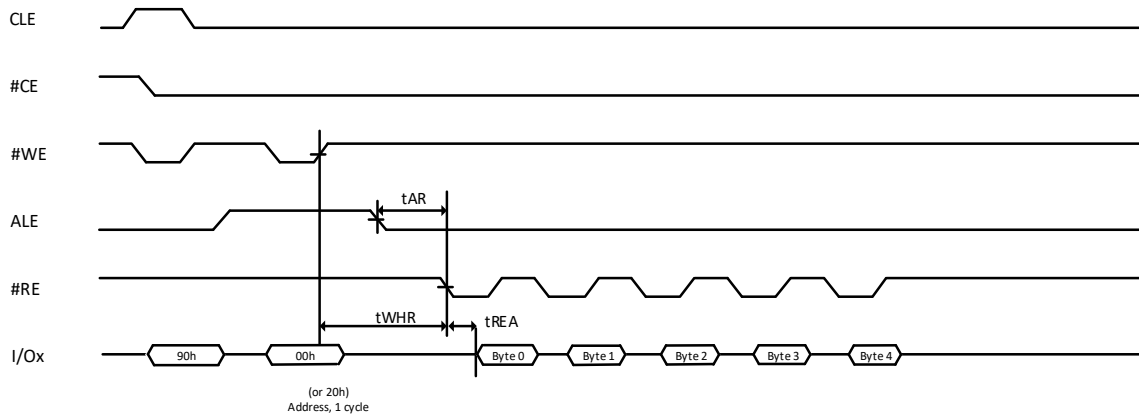 CLE
#CE
#WE
ALE
tAR
#RE
tWHR
tREA
I/Ox
90h
00h
Byte 0
Byte 1
Byte 2
Byte 3
Byte 4
(or 20h)
Address, 1 cycle